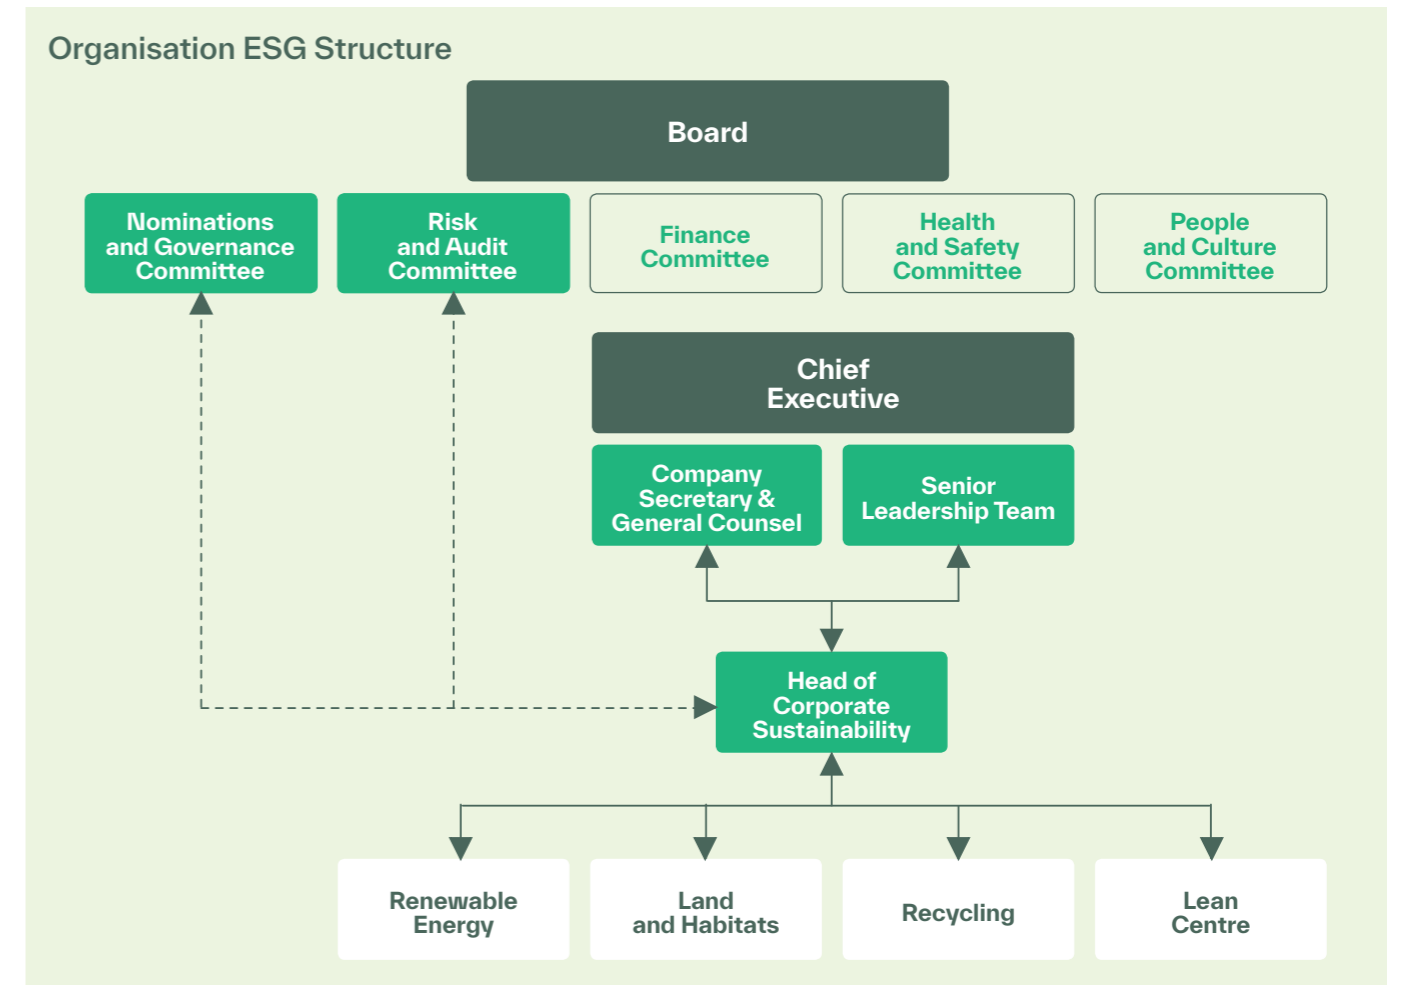 Organisation ESG Structure
Board
Nominations
and Governance
Committee
Risk
and Audit
Committee
Finance
Committee
Health
and Safety
Committee
People
and Culture
Committee
Chief
Executive
Company
Secretary &
General Counsel
Senior
Leadership Team
Head of
Corporate
Sustainability
Renewable
Energy
Land
and Habitats
Recycling
Lean
Centre